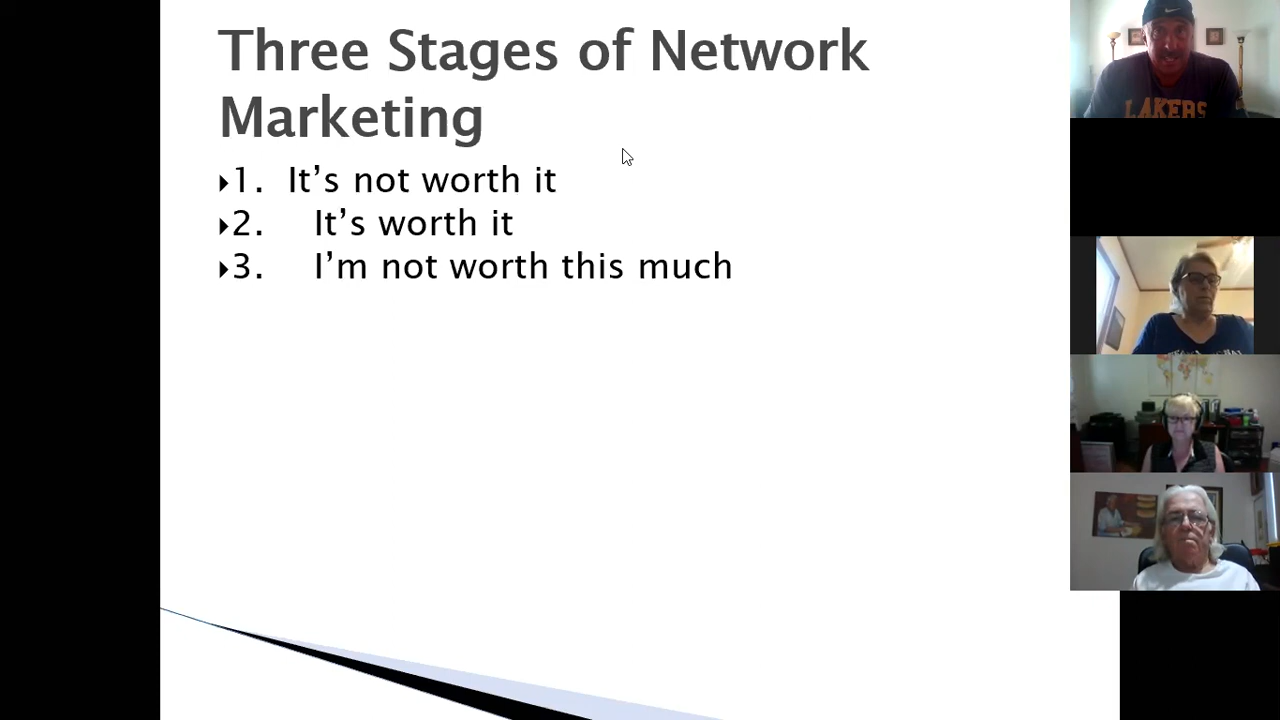 Three Stages of Network
Marketing
1. It’s not worth it
2. It’s worth it
3. I’m not worth this much
LAKERS